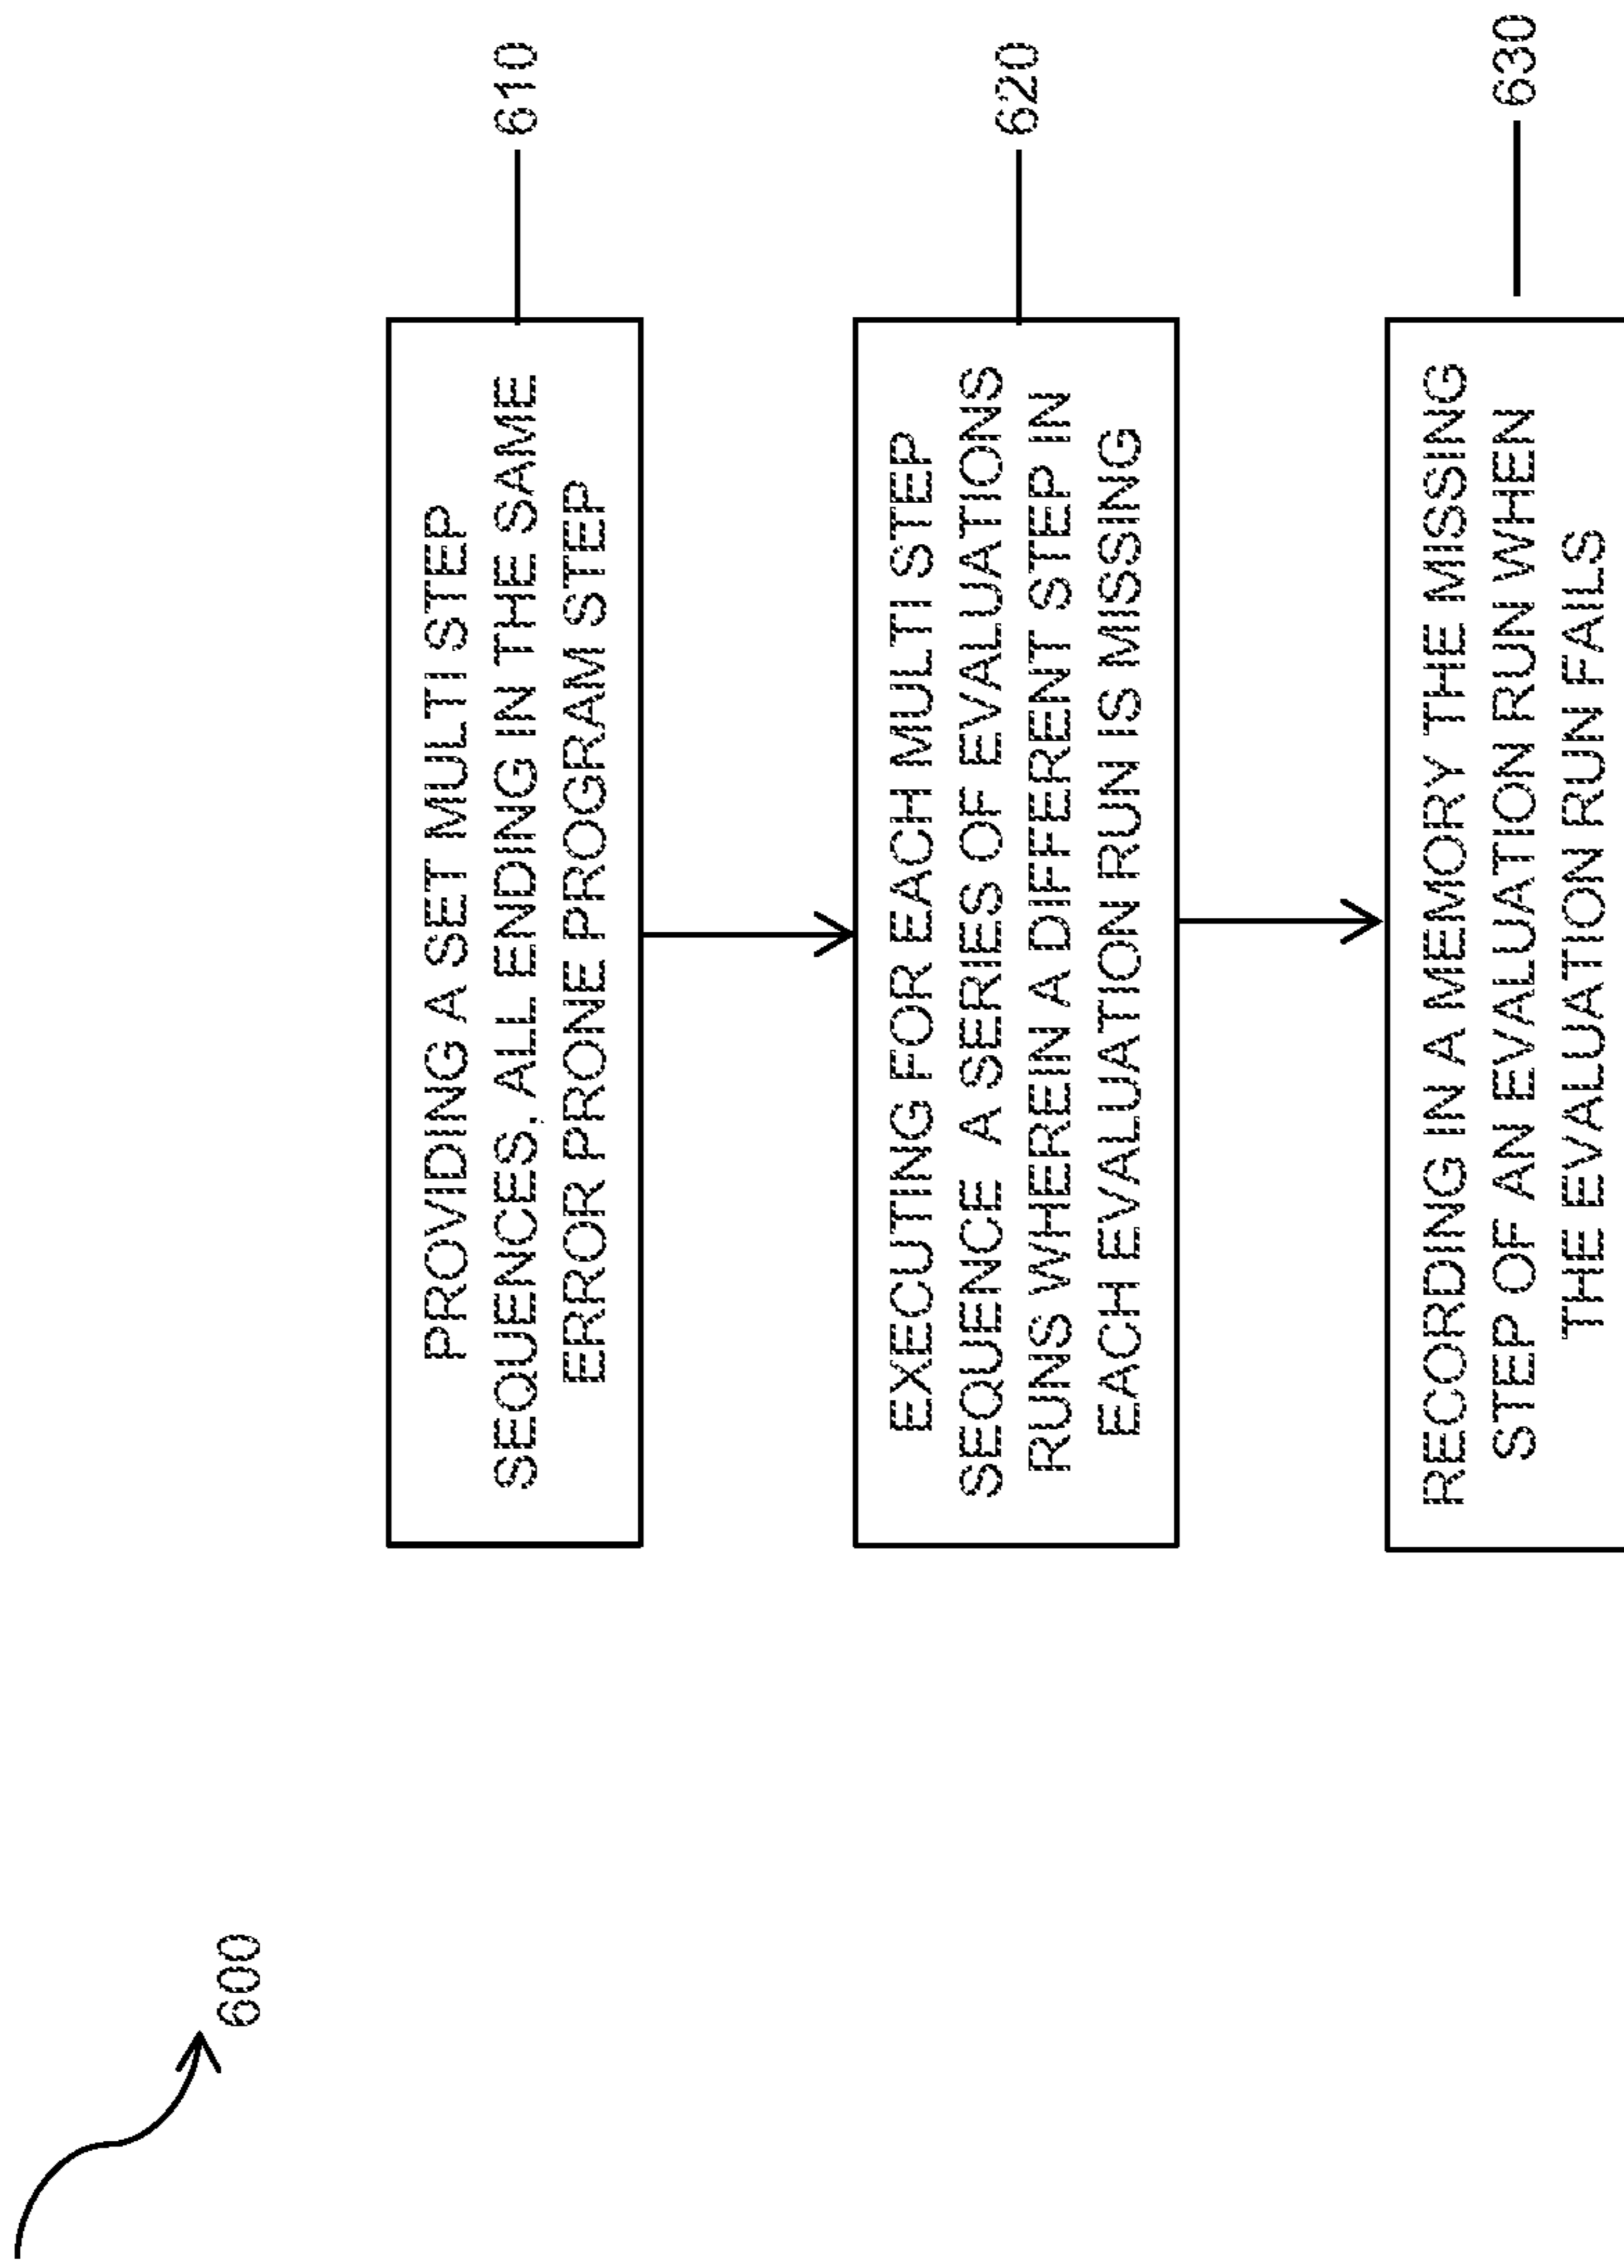 600
PROVIDING A SET MULTI STEP
SEQUENCES, ALL ENDING IN THE SAME
ERROR PRONE PROGRAM STEP
610
EXECUTING FOR EACH MULTI STEP
SEQUENCE A SERIES OF EVALUATIONS
RUNS WHEREIN A DIFFERENT STEP IN
EACH EVALUATION RUN IS MISSING
620
RECORDING IN A MEMORY THE MISSING
STEP OF AN EVALUATION RUN WHEN
THE EVALUATION RUN FAILS
630